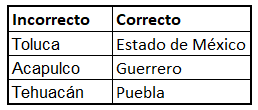 Incorrecto Correcto
Toluca Estado de México
Acapulco Guerrero
Tehuacán Puebla